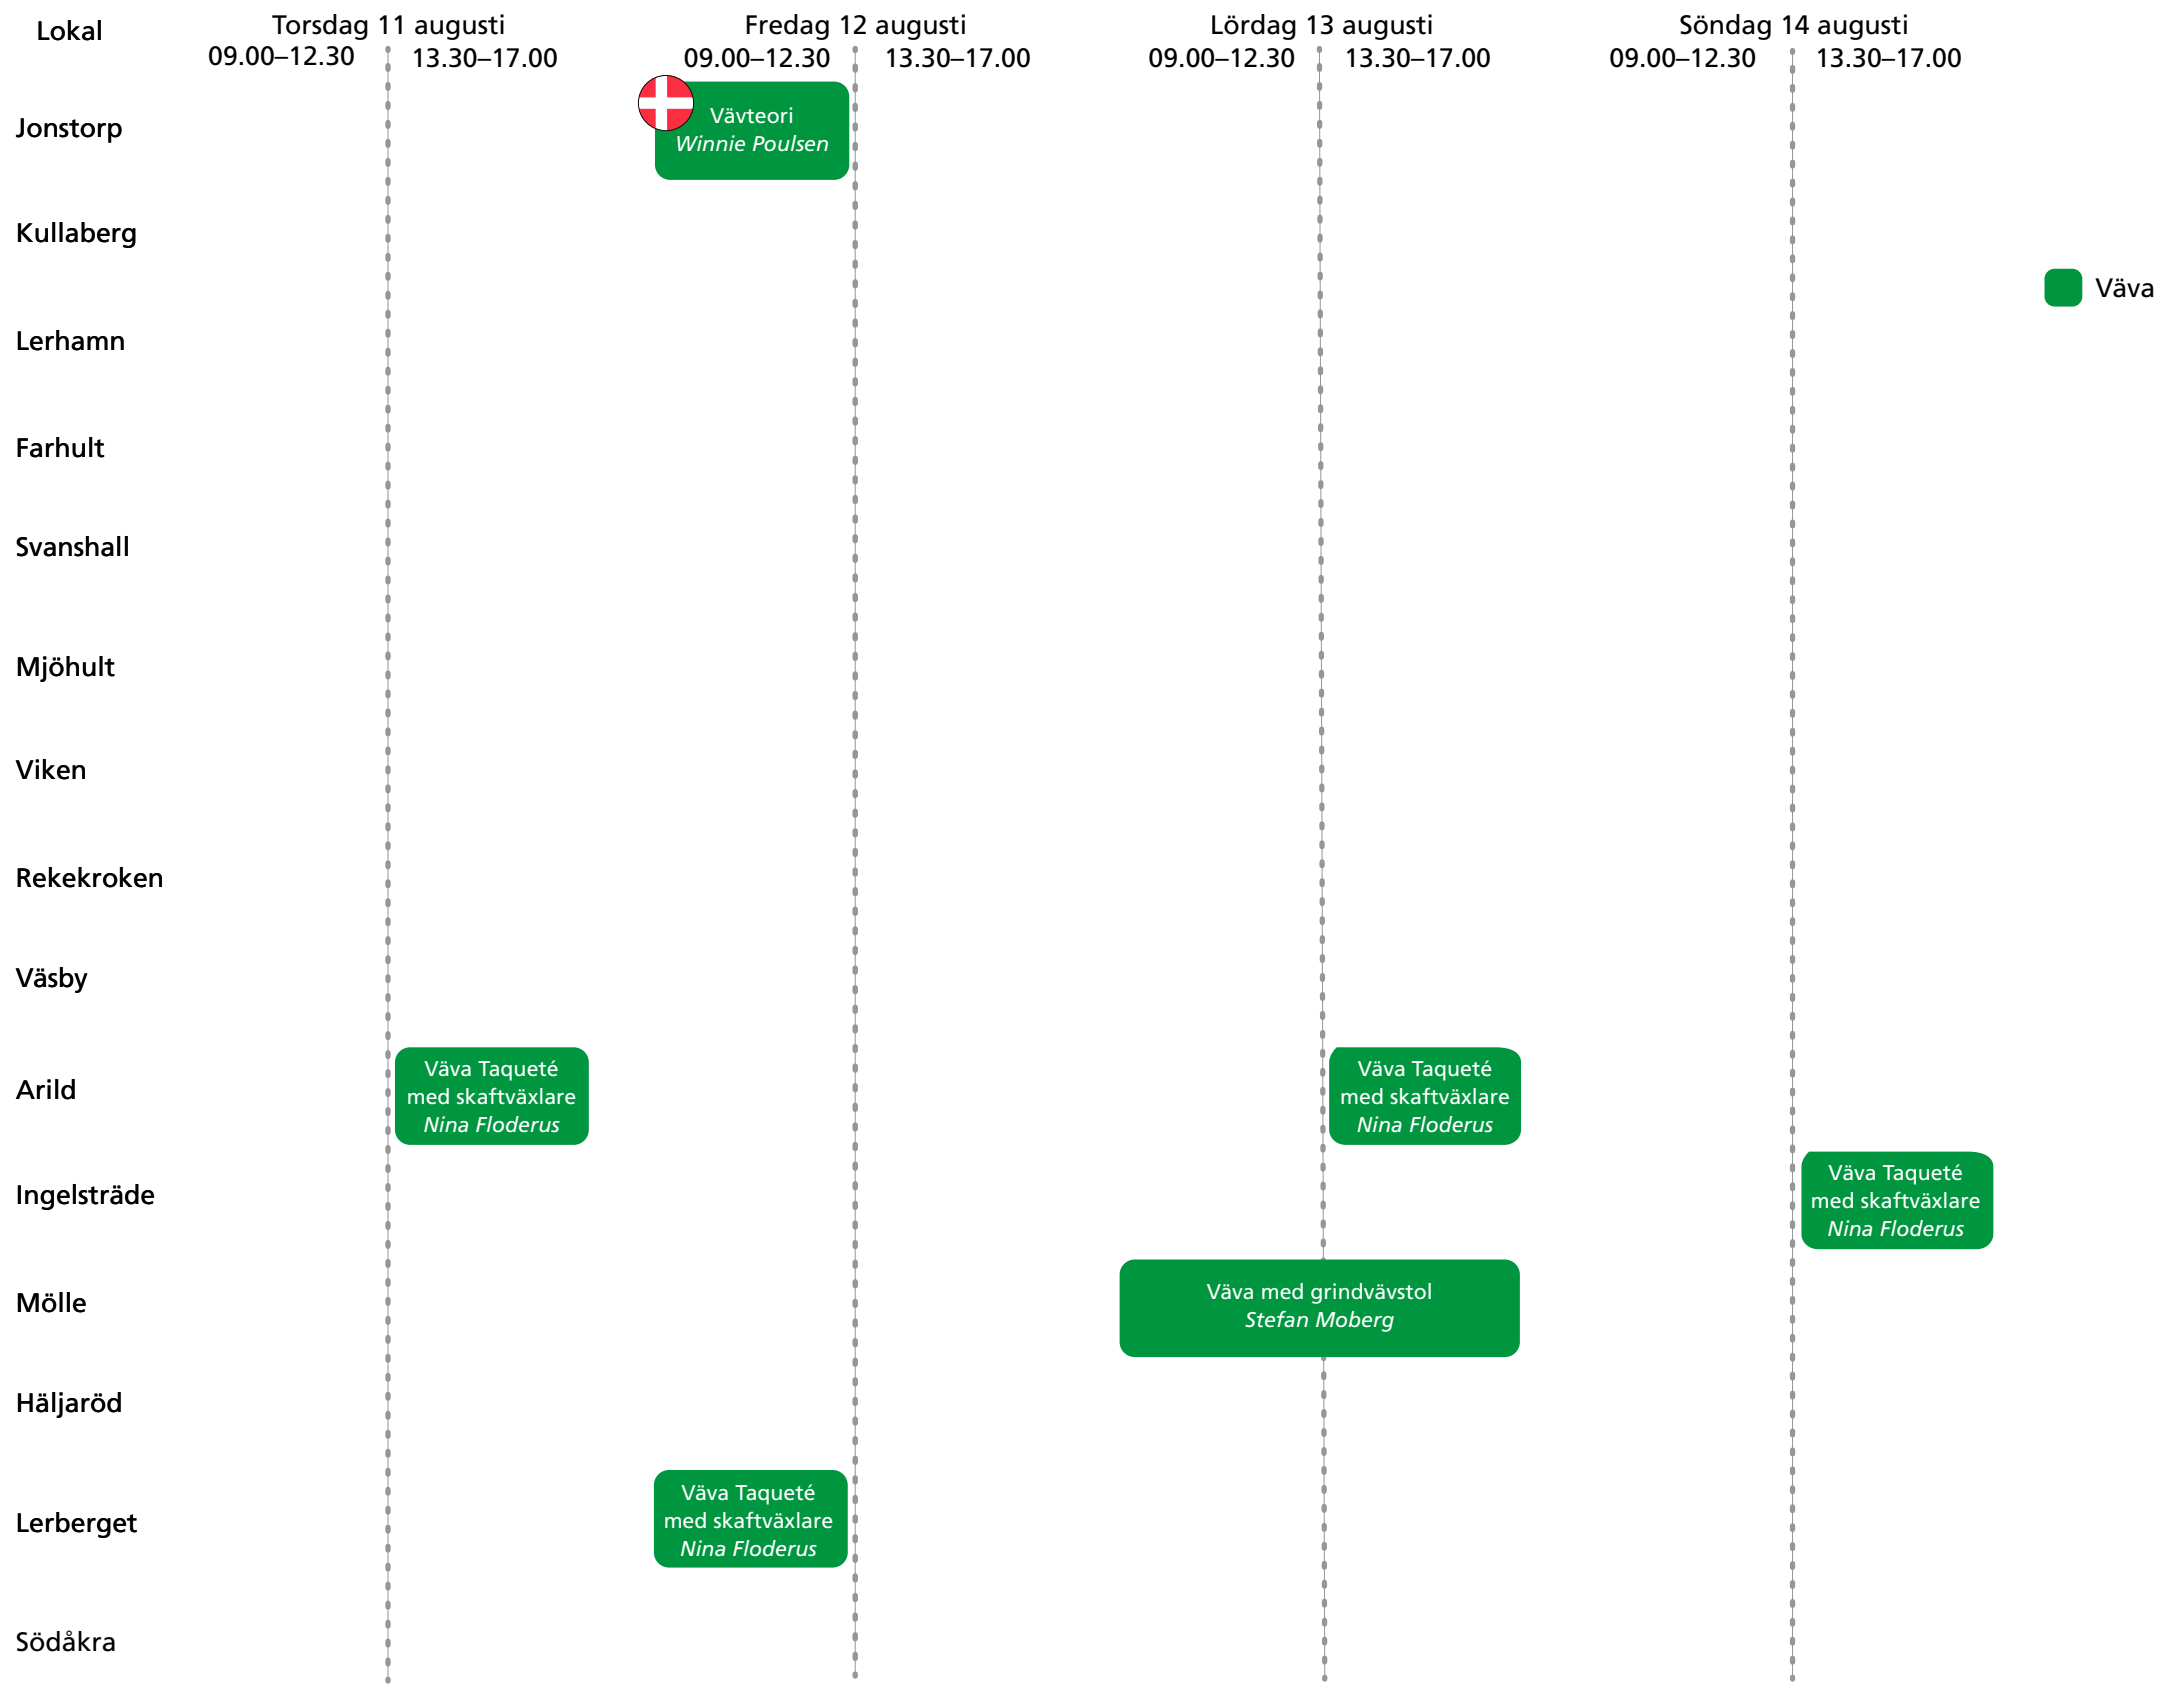 Lokal
Torsdag 11 augusti
09.00–12.30
13.30–17.00
Fredag 12 augusti
09.00–12.30
13.30–17.00
Lördag 13 augusti
09.00–12.30
13.30–17.00
Söndag 14 augusti
09.00–12.30
13.30–17.00
Jonstorp
Vävteori
Winnie Poulsen
Kullaberg
Väva
Lerhamn
Farhult
Svanshall
Mjöhult
Viken
Rekekroken
Väsby
Arild
Väva Taqueté
med skaftväxlare
Nina Floderus
Väva Taqueté
med skaftväxlare
Nina Floderus
Ingelsträde
Väva Taqueté
med skaftväxlare
Nina Floderus
Mölle
Väva med grindvävstol
Stefan Moberg
Häljaröd
Lerberget
Väva Taqueté
med skaftväxlare
Nina Floderus
Södåkra